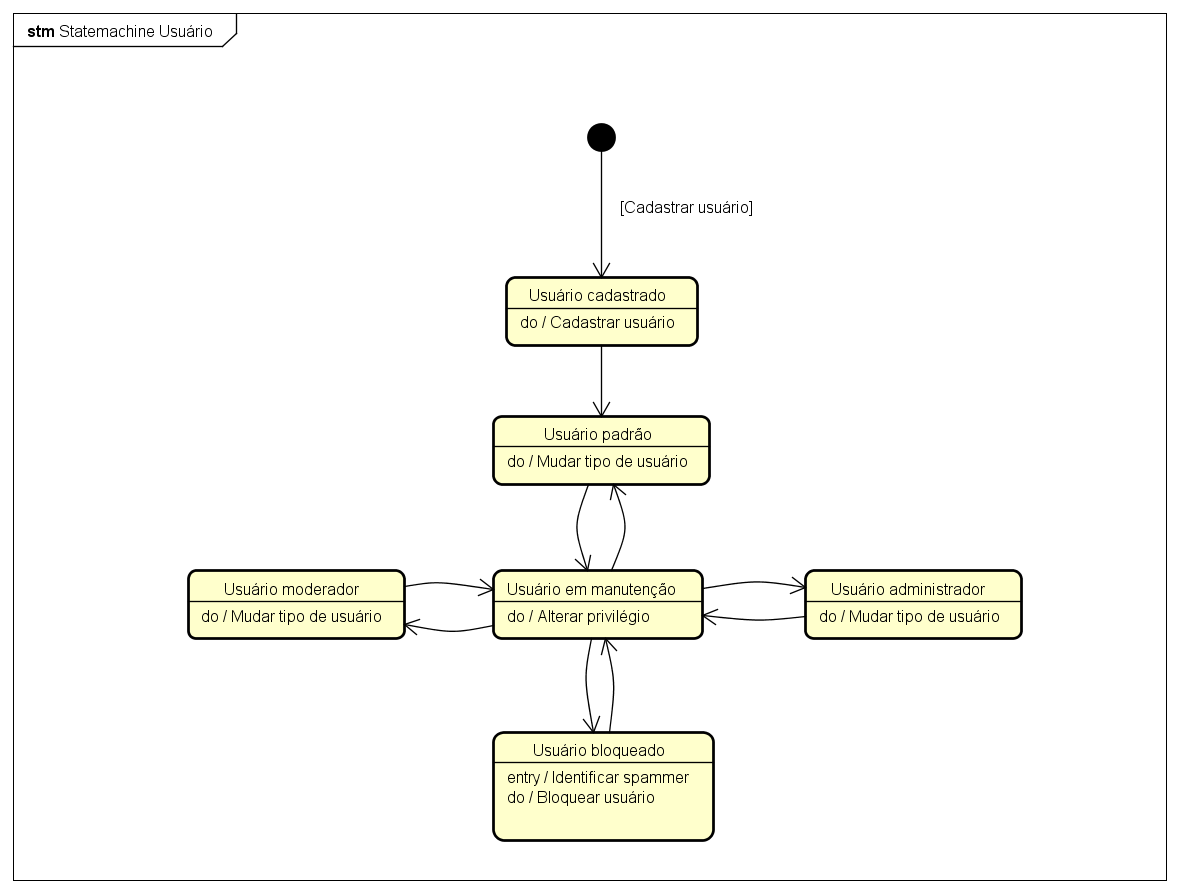 stm Statemachine Usuário
[Cadastrar usuário]
Usuário cadastrado
do / Cadastrar usuário
Usuário padrão
do / Mudar tipo de usuário
Usuário moderador
do / Mudar tipo de usuário
Usuário em manutenção
do / Alterar privilégio
Usuário administrador
do / Mudar tipo de usuário
Usuário bloqueado
entry / Identificar spammer
do / Bloquear usuário